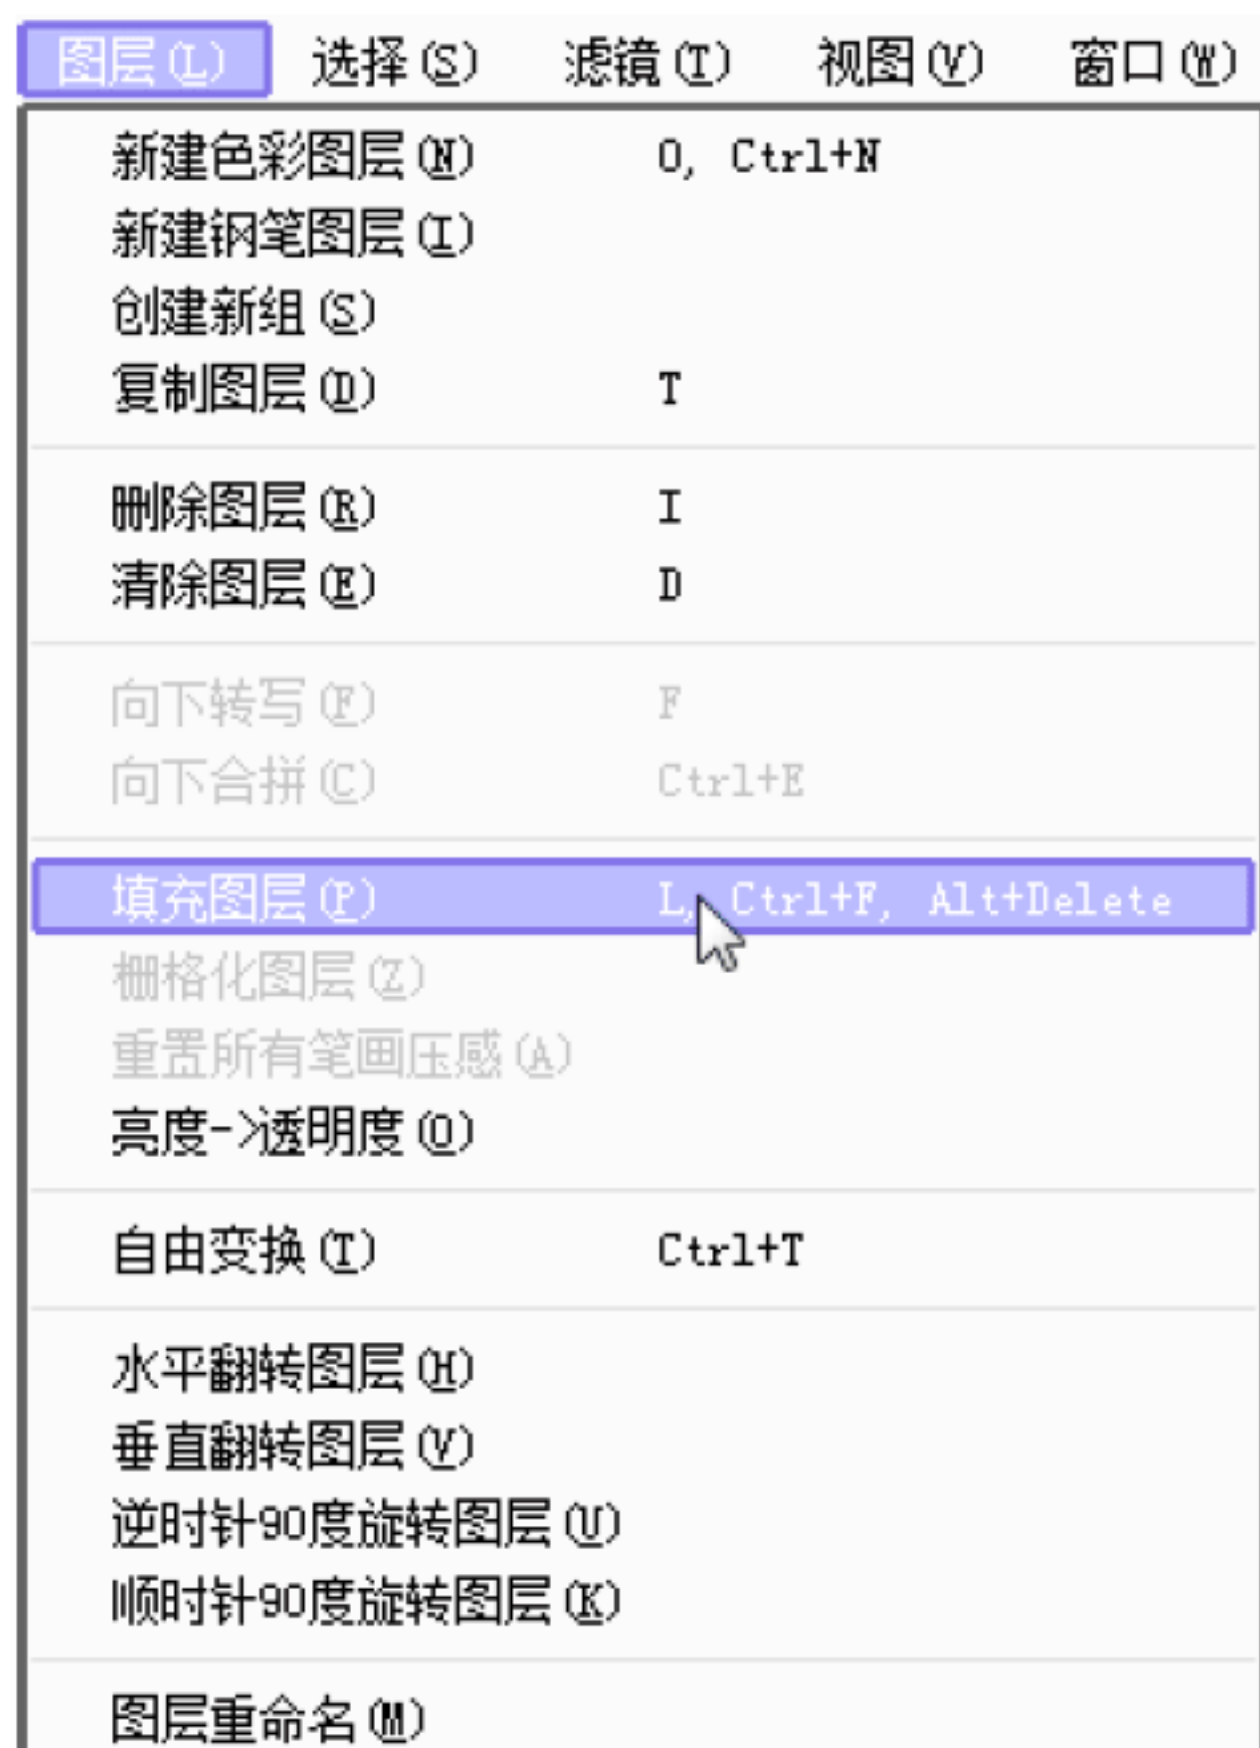 图层(L) 选择(S) 滤镜(T) 视图(V) 窗口(W)
新建色彩图层(N) O, Ctrl+N
新建钢笔图层(I)
创建新组(S)
复制图层(D) T
删除图层(R) I
清除图层(E) D
向下转写(F) F
向下合拼(C) Ctrl+E
填充图层(P) L, Ctrl+F, Alt+Delete
栅格化图层(Z)
重置所有笔画压感(A)
亮度->透明度(O)
自由变换(T) Ctrl+T
水平翻转图层(H)
垂直翻转图层(V)
逆时针90度旋转图层(U)
顺时针90度旋转图层(K)
图层重命名(M)